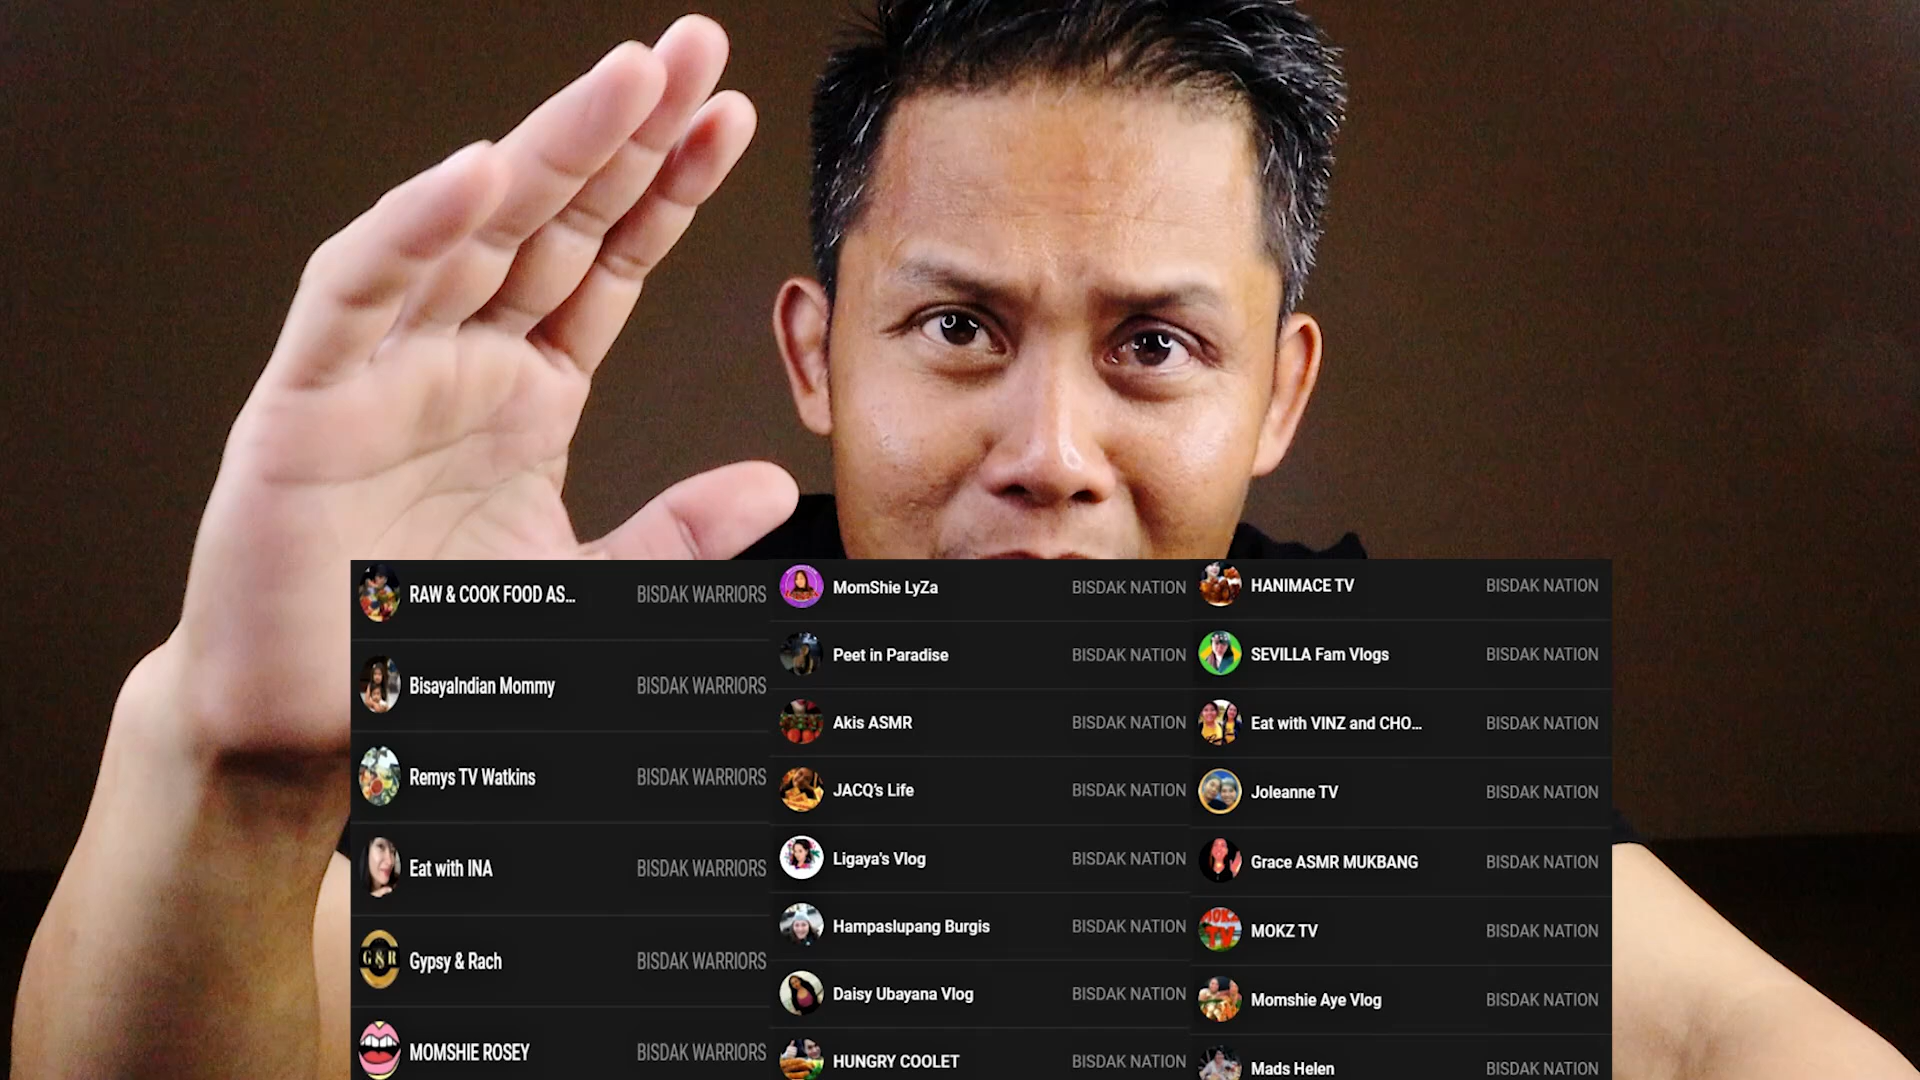 RAW & COOK FOOD AS... BISDAK WARRIORS
BisayaIndian Mommy BISDAK WARRIORS
Remys TV Watkins BISDAK WARRIORS
Eat with INA BISDAK WARRIORS
G&R
Gypsy & Rach BISDAK WARRIORS
MOMSHIE ROSEY BISDAK WARRIORS
MomShie LyZa BISDAK NATION
Peet in Paradise BISDAK NATION
Akis ASMR BISDAK NATION
JACQ's Life BISDAK NATION
Ligaya's Vlog BISDAK NATION
Hampaslupang Burgis BISDAK NATION
Daisy Ubayana Vlog BISDAK NATION
HUNGRY COOLET BISDAK NATION
HANIMACE TV BISDAK NATION
SEVILLA Fam Vlogs BISDAK NATION
Eat with VINZ and CHO... BISDAK NATION
Joleanne TV BISDAK NATION
Grace ASMR MUKBANG BISDAK NATION
MOKZ
TV
MOKZ TV BISDAK NATION
Momshie Aye Vlog BISDAK NATION
Mads Helen BISDAK NATION